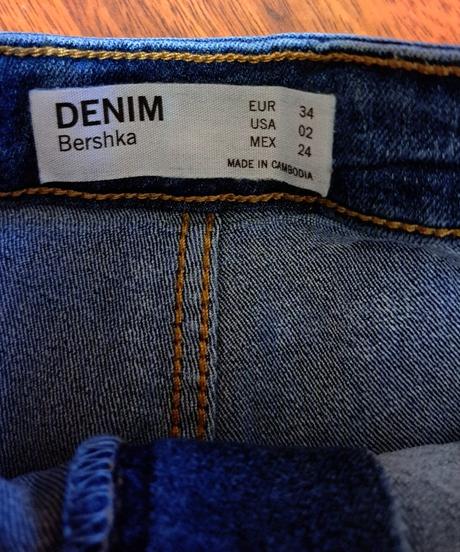 DENIM
Bershka
EUR 34
USA 02
MEX 24
MADE IN CAMBODIA